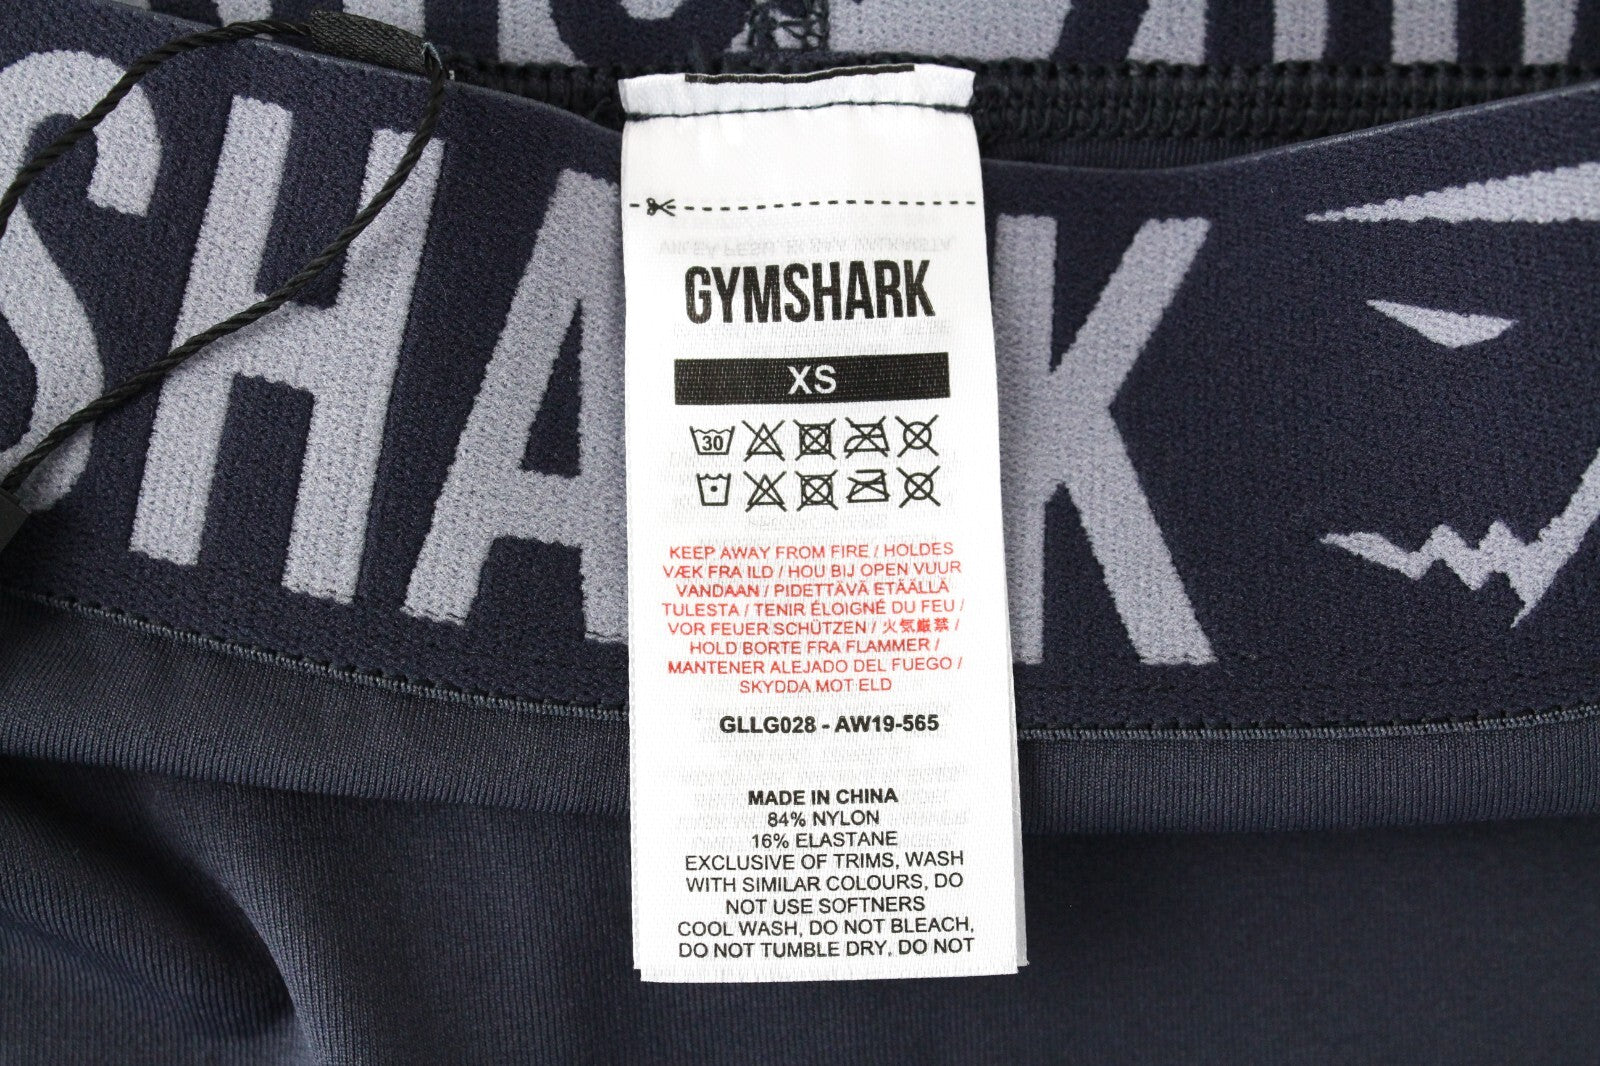 SHARK
GYMSHARK
XS
30
KEEP AWAY FROM FIRE / HOLDES
VÆK FRA ILD / HOU BIJ OPEN VUUR
VANDAAN / PIDETTÄVÄ ETÄÄLLÄ
TULESTA / TENIR ÉLOIGNÉ DU FEU /
VOR FEUER SCHÜTZEN / 火気厳禁 /
HOLD BORTE FRA FLAMMER /
MANTENER ALEJADO DEL FUEGO /
SKYDDA MOT ELD
GLLG028 - AW19-565
MADE IN CHINA
84% NYLON
16% ELASTANE
EXCLUSIVE OF TRIMS, WASH
WITH SIMILAR COLOURS, DO
NOT USE SOFTNERS
COOL WASH, DO NOT BLEACH,
DO NOT TUMBLE DRY, DO NOT